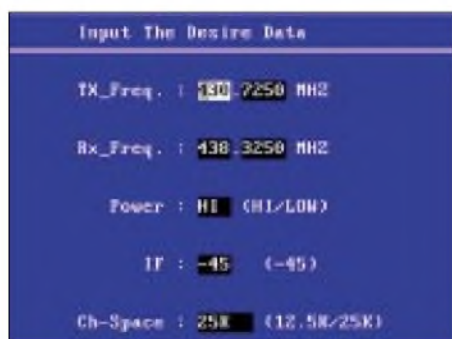 Input The Desire Data
TX_Freq. : 430.7250 MHZ
Rx_Freq. : 438.3250 MHZ
Power : HI (HI/LOW)
IF : -45 (-45)
Ch-Space : 25K (12.5K/25K)